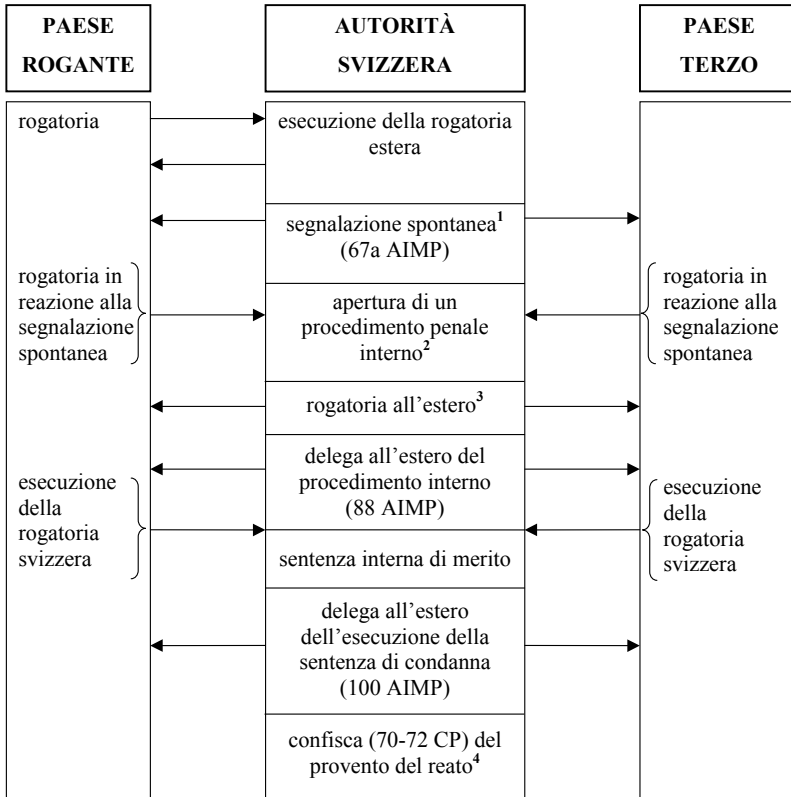 PAESE
ROGANTE
AUTORITÀ
SVIZZERA
PAESE
TERZO
rogatoria
esecuzione della rogatoria
estera
segnalazione spontanea¹
(67a AIMP)
rogatoria in
reazione alla
segnalazione
spontanea
apertura di un
procedimento penale
interno²
rogatoria in
reazione alla
segnalazione
spontanea
rogatoria all’estero³
delega all’estero del
procedimento interno
(88 AIMP)
esecuzione
della
rogatoria
svizzera
esecuzione
della
rogatoria
svizzera
sentenza interna di merito
delega all’estero
dell’esecuzione della
sentenza di condanna
(100 AIMP)
confisca (70-72 CP) del
provento del reato⁴